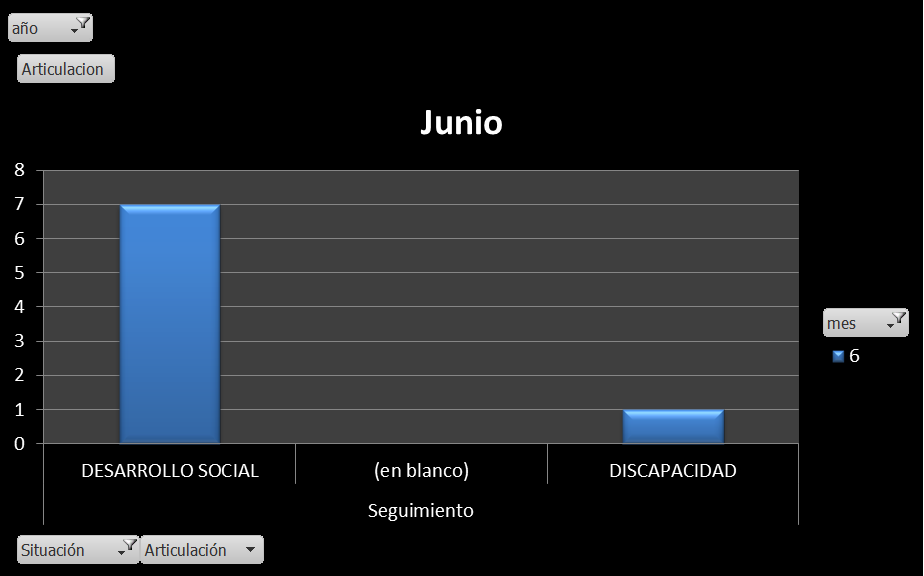 año
Articulacion
Junio
8
7
6
5
4
3
2
1
0
mes
6
DESARROLLO SOCIAL
(en blanco)
DISCAPACIDAD
Seguimiento
Situación
Articulación